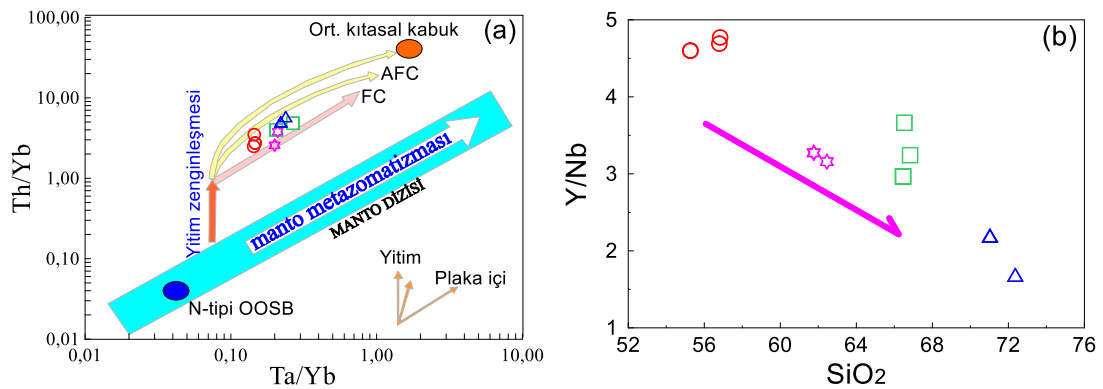 (a)
Th/Yb
100,00
10,00
1,00
0,10
0,01
0,01
0,10
1,00
10,00
Ta/Yb
Ort. kıtasal kabuk
AFC
FC
Yitim zenginleşmesi
manto metazomatizması
MANTO DİZİSİ
Yitim
Plaka içi
N-tipi OOSB
(b)
Y/Nb
5
4
3
2
1
52
56
60
64
68
72
76
SiO2